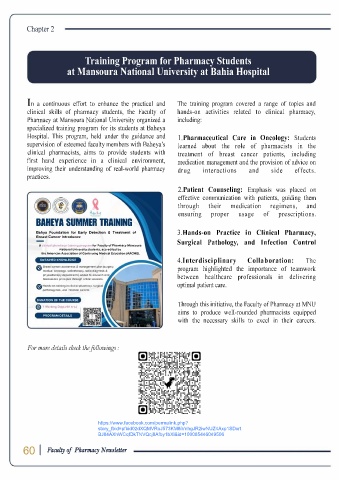 Chapter 2
Training Program for Pharmacy Students
at Mansoura National University at Bahia Hospital
In a continuous effort to enhance the practical and
clinical skills of pharmacy students, the Faculty of
Pharmacy at Mansoura National University organized a
specialized training program for its students at Baheya
Hospital. This program, held under the guidance and
supervision of esteemed faculty members with Baheya's
clinical pharmacists, aims to provide students with
first hand experience in a clinical environment,
improving their understanding of real-world pharmacy
practices.
BAHEYA SUMMER TRAINING
Baheya Foundation for Early Detection & Treatment of
Breast Cancer Introduces
DURATION OF THE COURSE
PROGRAM DETAILS
The training program covered a range of topics and
hands-on activities related to clinical pharmacy,
including:
1.Pharmaceutical Care in Oncology: Students
learned about the role of pharmacists in the
treatment of breast cancer patients, including
medication management and the provision of advice on
drug interactions and side effects.
2.Patient Counseling: Emphasis was placed on
effective communication with patients, guiding them
through their medication regimens, and
ensuring proper usage of prescriptions.
3.Hands-on Practice in Clinical Pharmacy,
Surgical Pathology, and Infection Control
4.Interdisciplinary Collaboration: The
program highlighted the importance of teamwork
between healthcare professionals in delivering
optimal patient care.
Through this initiative, the Faculty of Pharmacy at MNU
aims to produce well-rounded pharmacists equipped
with the necessary skills to excel in their careers.
For more details check the followings :
https://www.facebook.com/permalink.php?
60 | Faculty of Pharmacy Newsletter